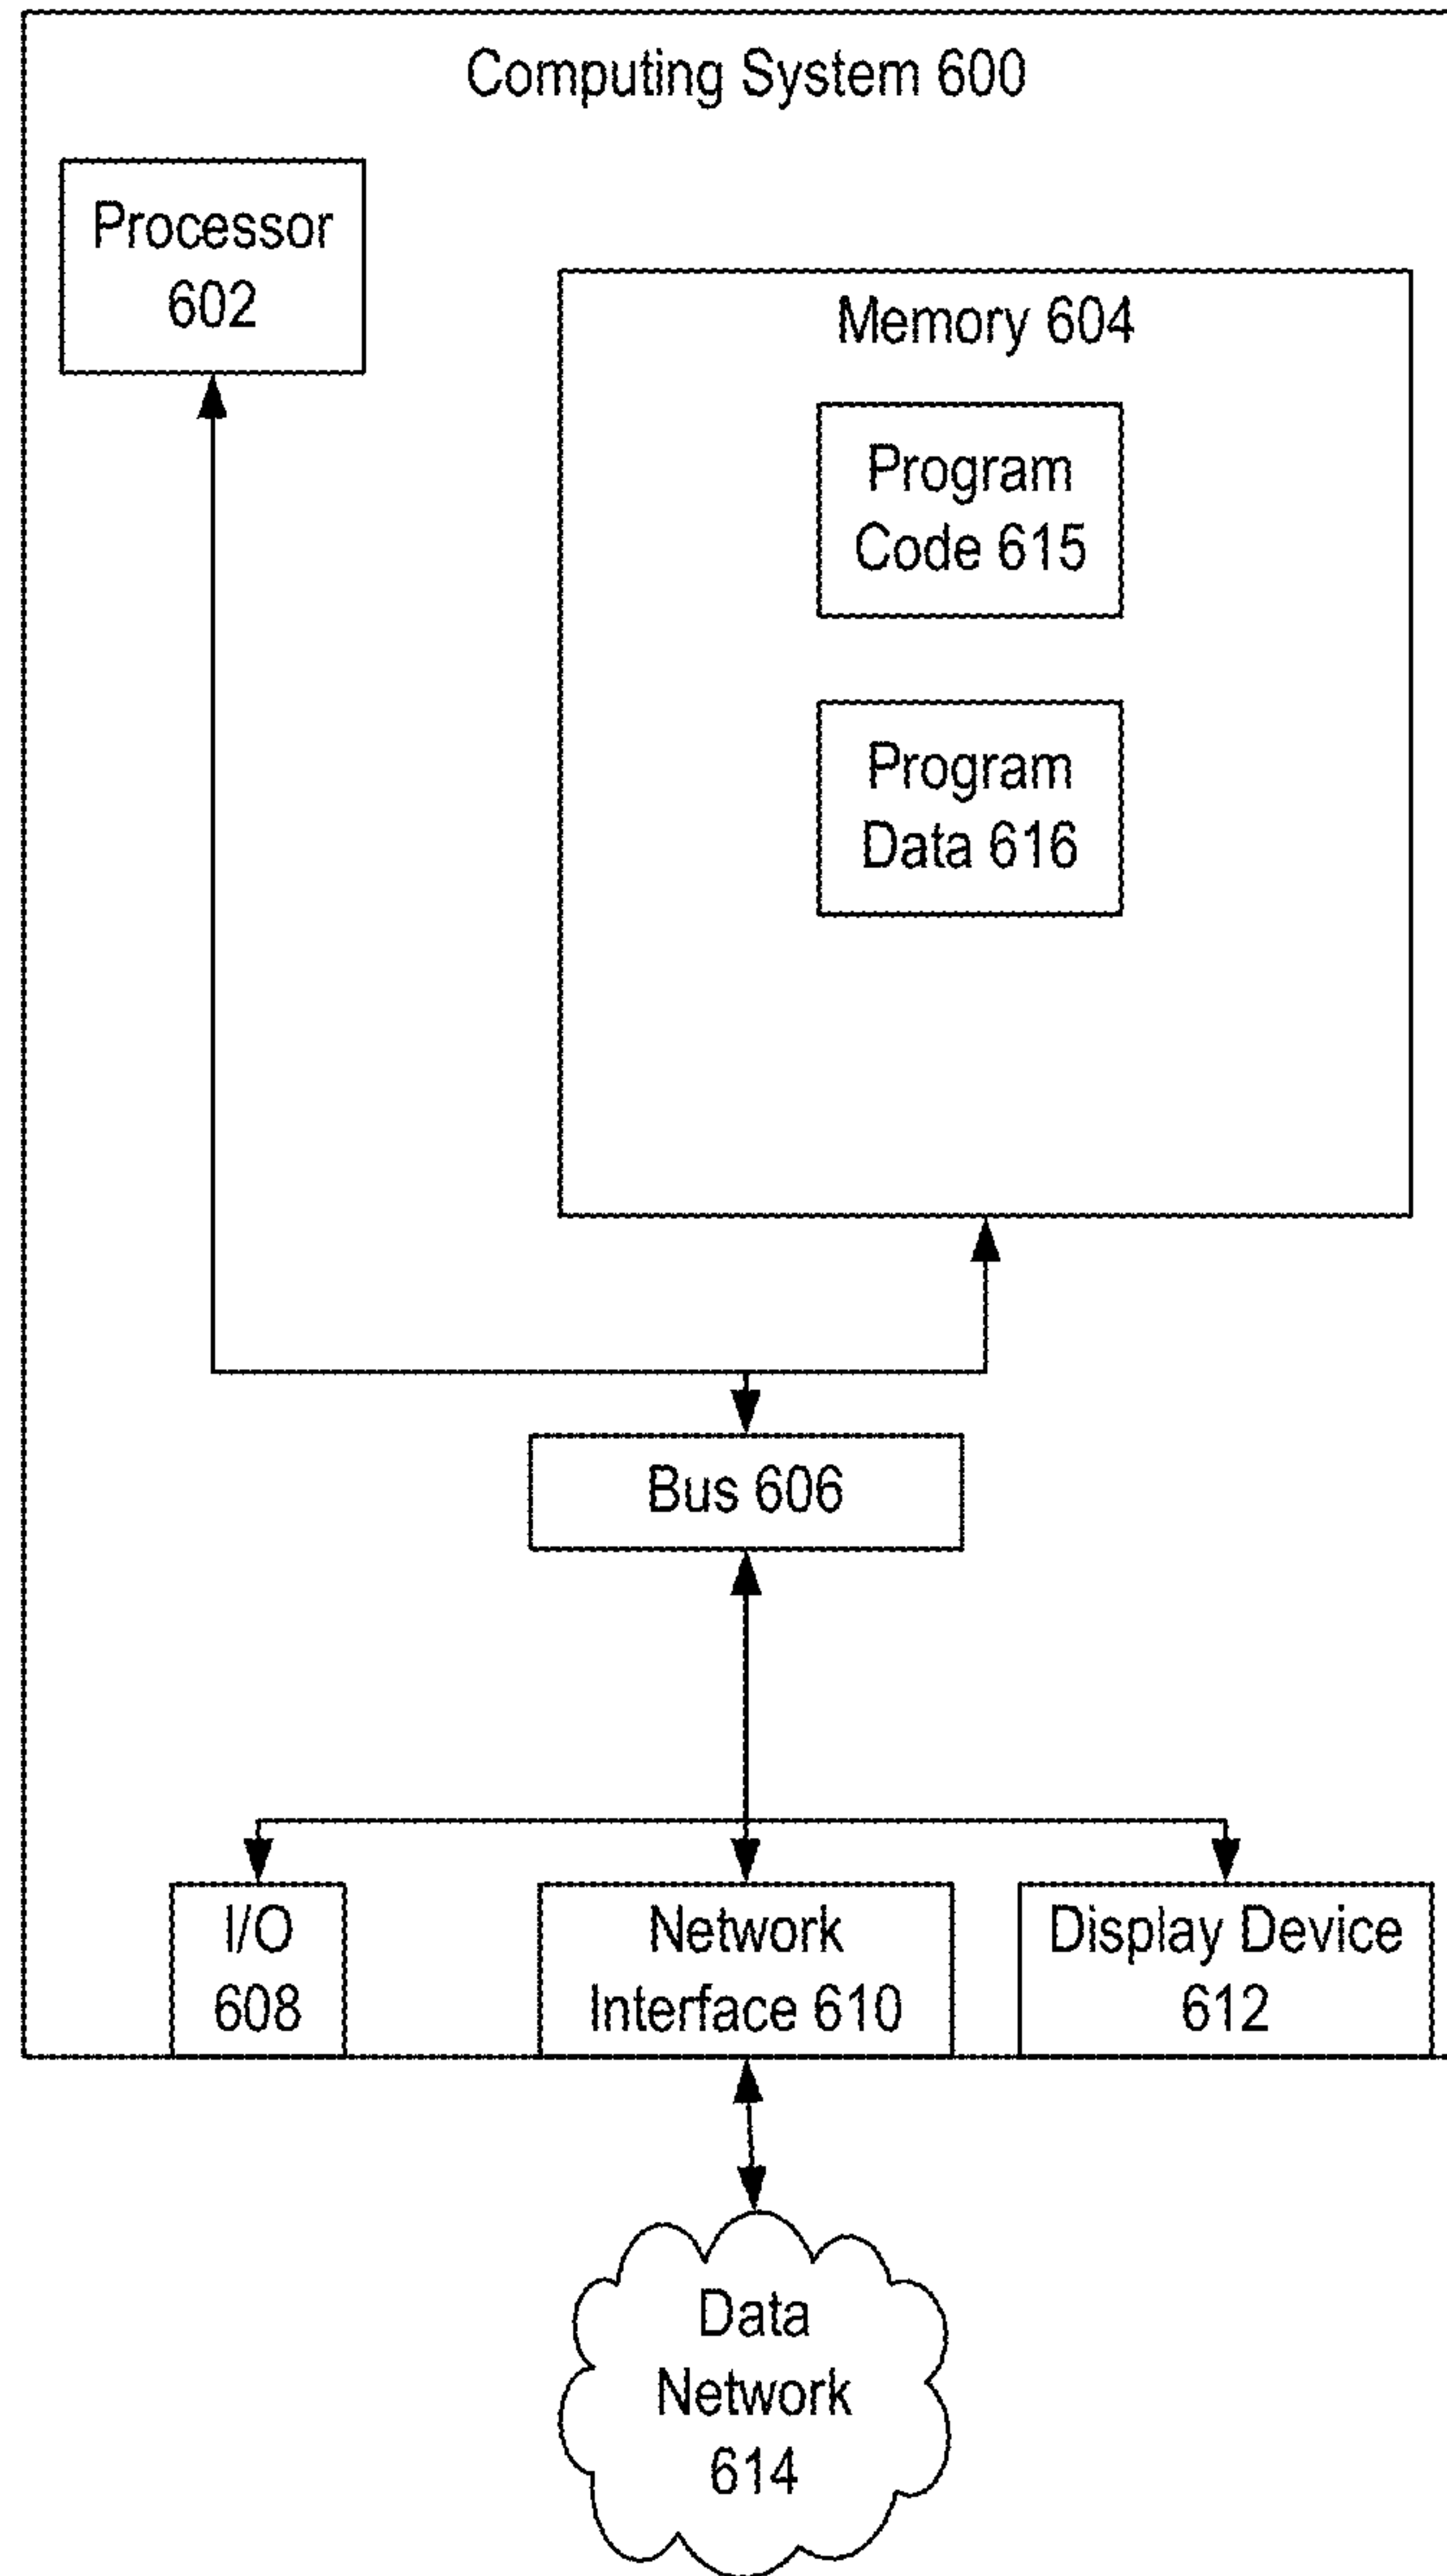 Computing System 600
Processor
602
Memory 604
Program
Code 615
Program
Data 616
Bus 606
I/O
608
Network
Interface 610
Display Device
612
Data
Network
614